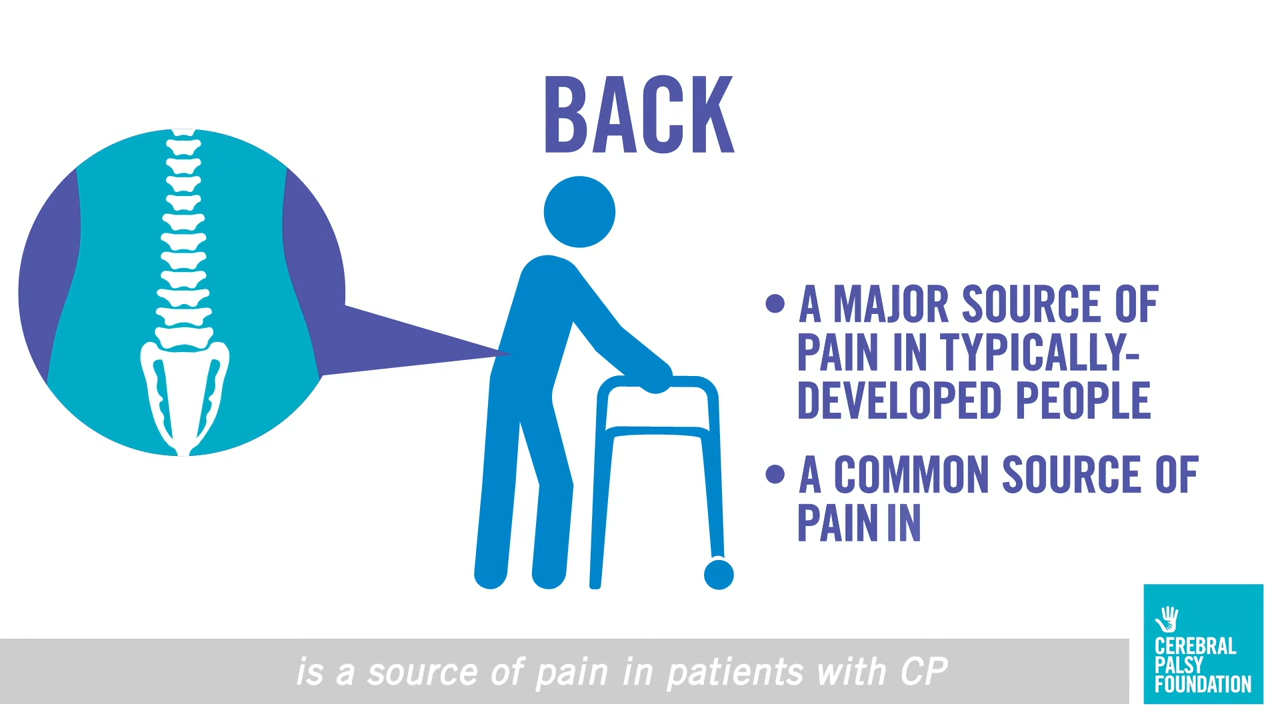 BACK
• A MAJOR SOURCE OF
PAIN IN TYPICALLY-
DEVELOPED PEOPLE
• A COMMON SOURCE OF
PAIN IN
is a source of pain in patients with CP
CEREBRAL
PALSY
FOUNDATION